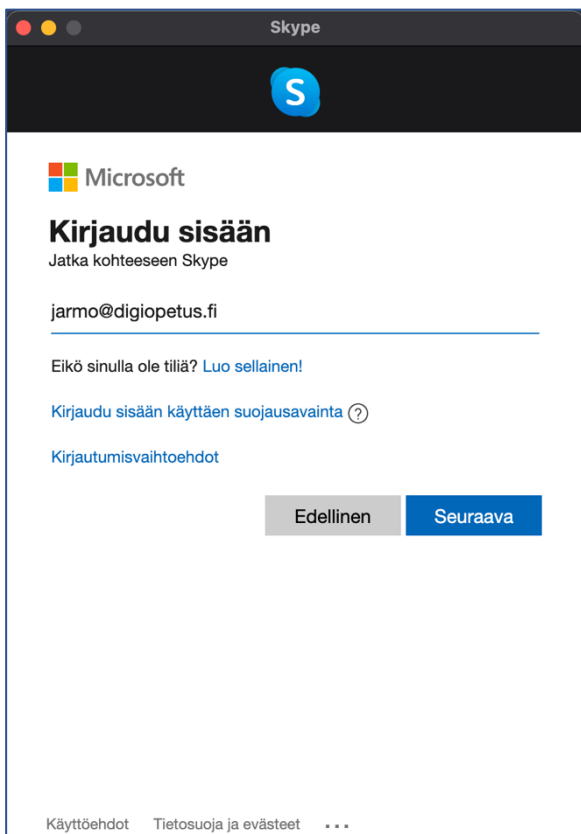 Skype
S
Microsoft
Kirjaudu sisään
Jatka kohteeseen Skype
jarmo@digiopetus.fi
Eikö sinulla ole tiliä? Luo sellainen!
Kirjaudu sisään käyttäen suojausavainta ?
Kirjautumisvaihtoehdot
Edellinen Seuraava
Käyttöehdot Tietosuoja ja evästeet ...